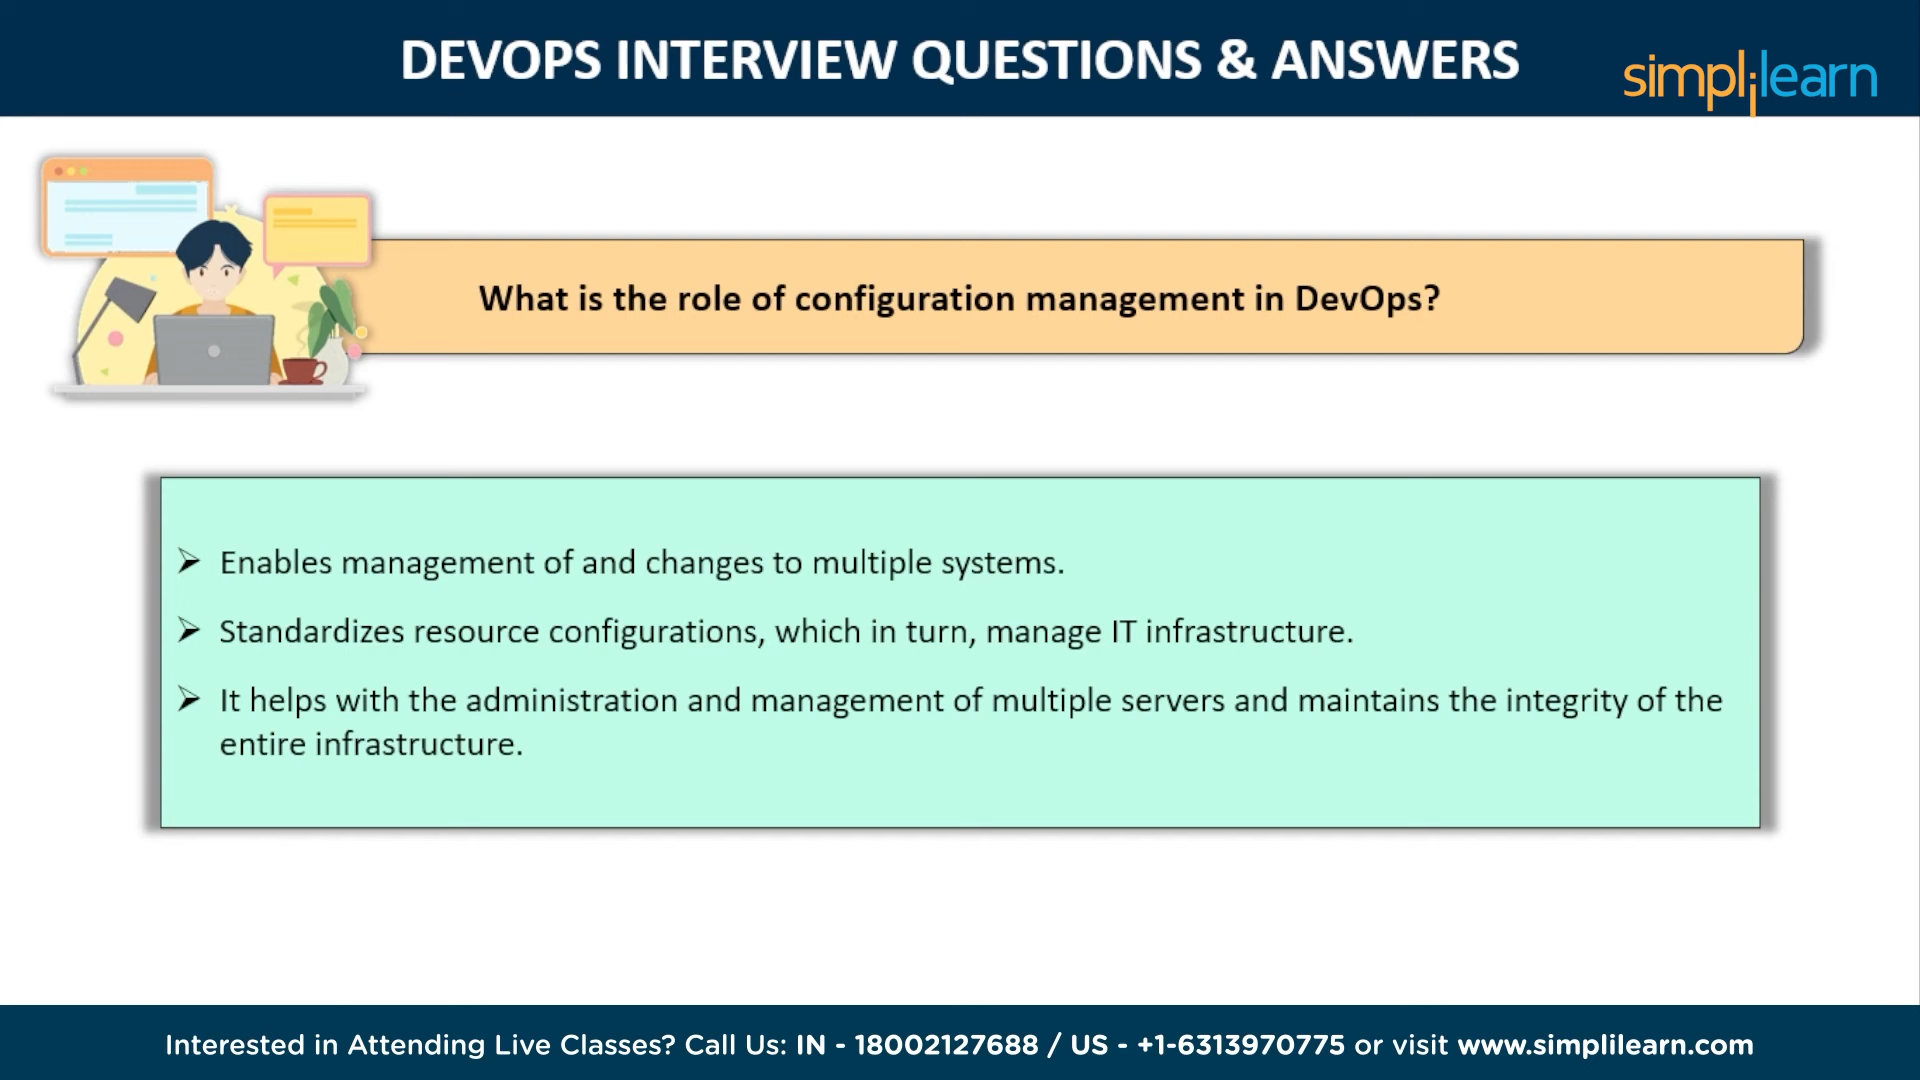 DEVOPS INTERVIEW QUESTIONS & ANSWERS
simplilearn
What is the role of configuration management in DevOps?
➢ Enables management of and changes to multiple systems.
➢ Standardizes resource configurations, which in turn, manage IT infrastructure.
➢ It helps with the administration and management of multiple servers and maintains the integrity of the
entire infrastructure.
Interested in Attending Live Classes? Call Us: IN - 18002127688 / US - +1-6313970775 or visit www.simplilearn.com